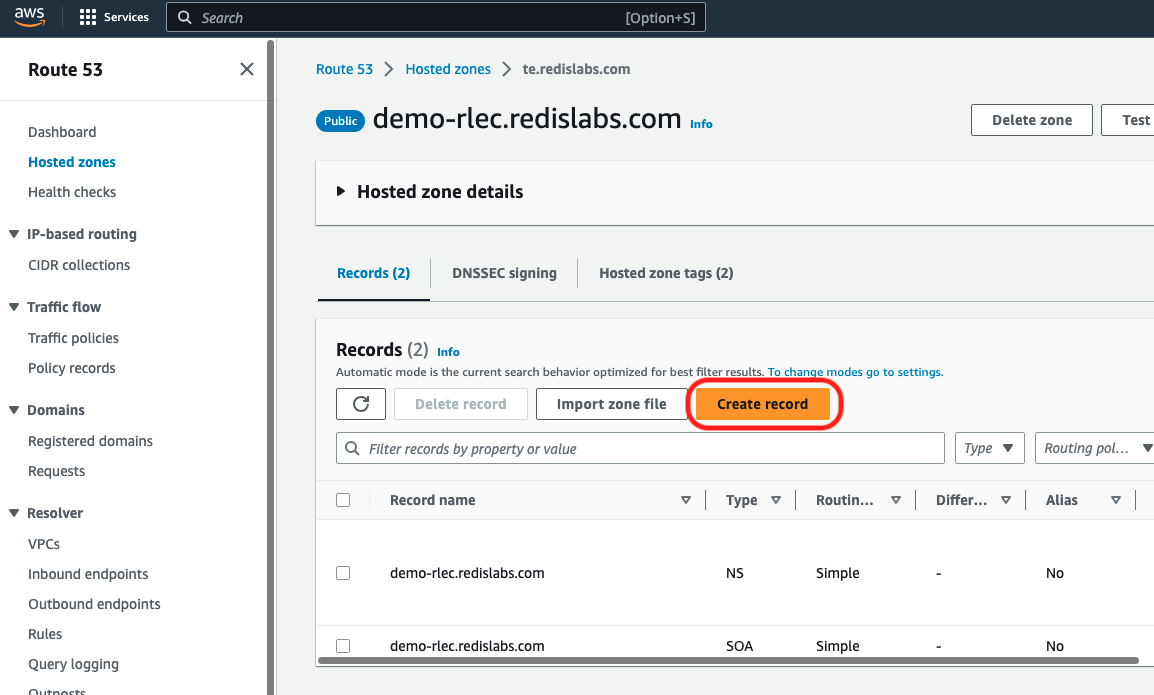 aws Services Search [Option+S]
Route 53
Dashboard
Hosted zones
Health checks
IP-based routing
CIDR collections
Traffic flow
Traffic policies
Policy records
Domains
Registered domains
Requests
Resolver
VPCs
Inbound endpoints
Outbound endpoints
Rules
Query logging
Outposts
Route 53 Hosted zones te.redislabs.com
Public demo-rlec.redislabs.com Info Delete zone Test
Hosted zone details
Records (2) DNSSEC signing Hosted zone tags (2)
Records (2) Info
Automatic mode is the current search behavior optimized for best filter results. To change modes go to settings.
Delete record Import zone file Create record
Filter records by property or value Type Routing pol...
Record name Type Routin... Differ... Alias
demo-rlec.redislabs.com NS Simple - No
demo-rlec.redislabs.com SOA Simple - No